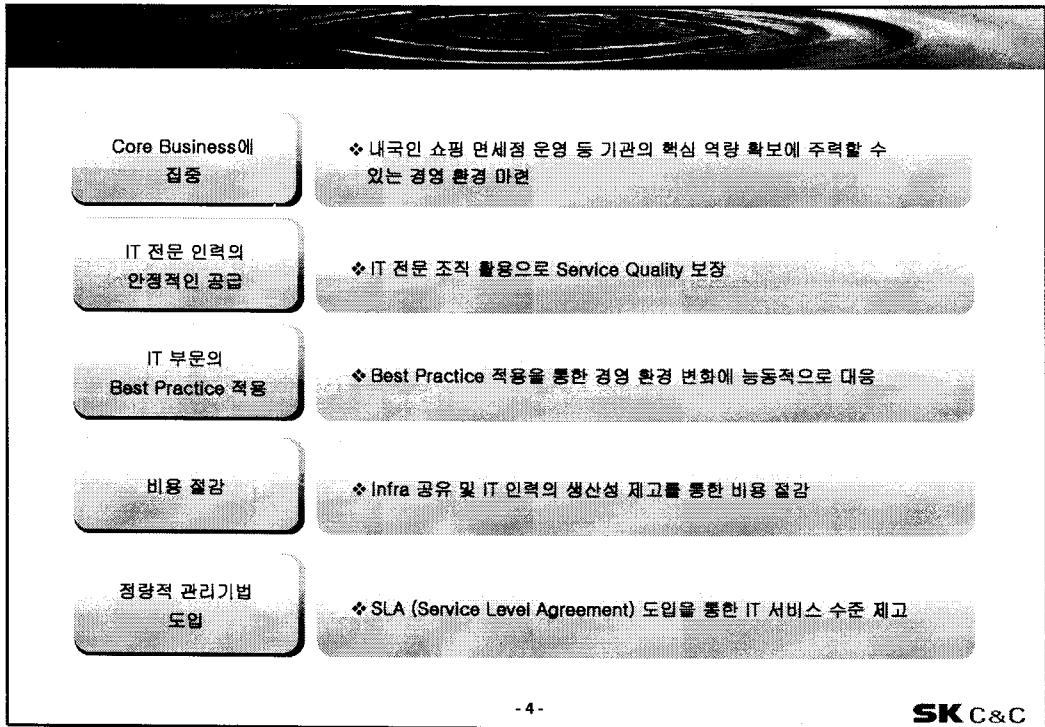 Core Business에
집중
❖ 내국인 쇼핑 면세점 운영 등 기관의 핵심 역량 확보에 주력할 수
있는 경영 환경 마련
IT 전문 인력의
안정적인 공급
❖ IT 전문 조직 활용으로 Service Quality 보장
IT 부문의
Best Practice 적용
❖ Best Practice 적용을 통한 경영 환경 변화에 능동적으로 대응
비용 절감
❖ Infra 공유 및 IT 인력의 생산성 제고를 통한 비용 절감
정량적 관리기법
도입
❖ SLA (Service Level Agreement) 도입을 통한 IT 서비스 수준 제고
- 4 -
SK C&C